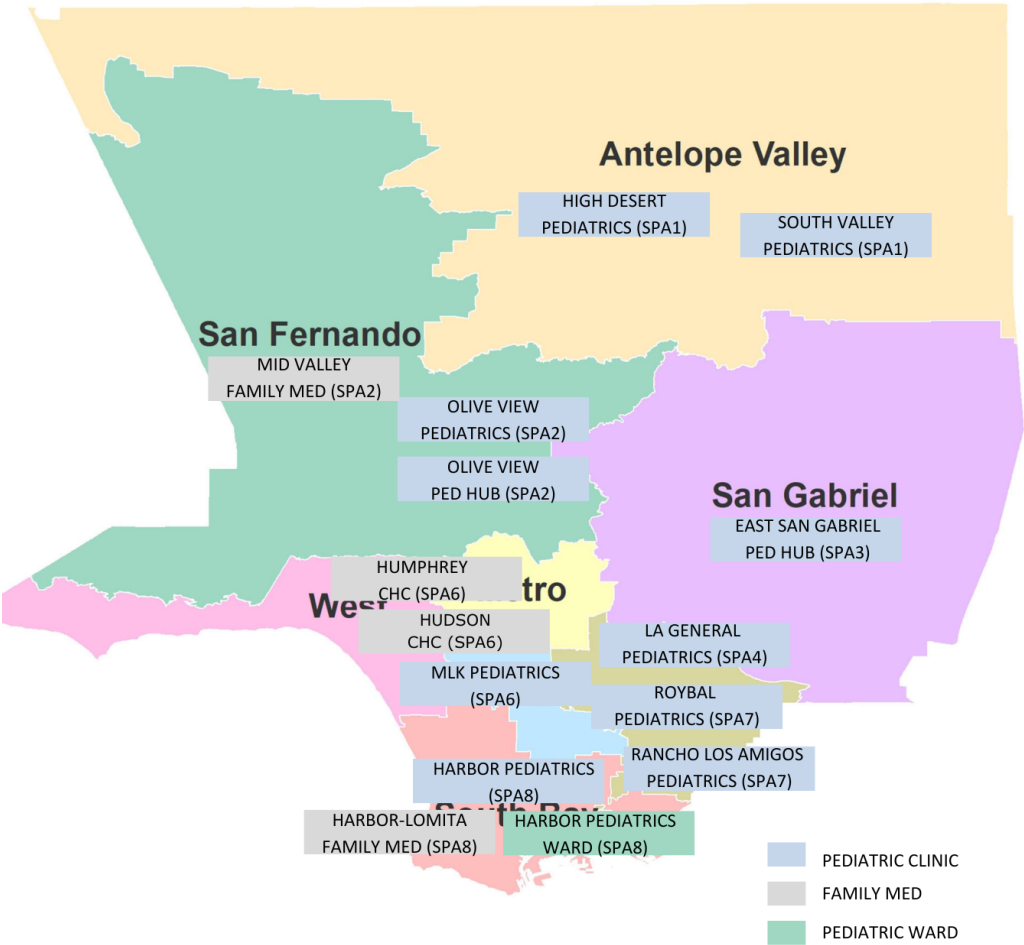 Antelope Valley
HIGH DESERT
PEDIATRICS (SPA1)
SOUTH VALLEY
PEDIATRICS (SPA1)
San Fernando
MID VALLEY
FAMILY MED (SPA2)
OLIVE VIEW
PEDIATRICS (SPA2)
OLIVE VIEW
PED HUB (SPA2)
San Gabriel
EAST SAN GABRIEL
PED HUB (SPA3)
HUMPHREY
CHC (SPA6)
West
HUDSON
CHC (SPA6)
LA GENERAL
PEDIATRICS (SPA4)
MLK PEDIATRICS
(SPA6)
ROYBAL
PEDIATRICS (SPA7)
RANCHO LOS AMIGOS
PEDIATRICS (SPA7)
HARBOR PEDIATRICS
(SPA8)
South Bay
HARBOR-LOMITA
FAMILY MED (SPA8)
HARBOR PEDIATRICS
WARD (SPA8)
PEDIATRIC CLINIC
FAMILY MED
PEDIATRIC WARD